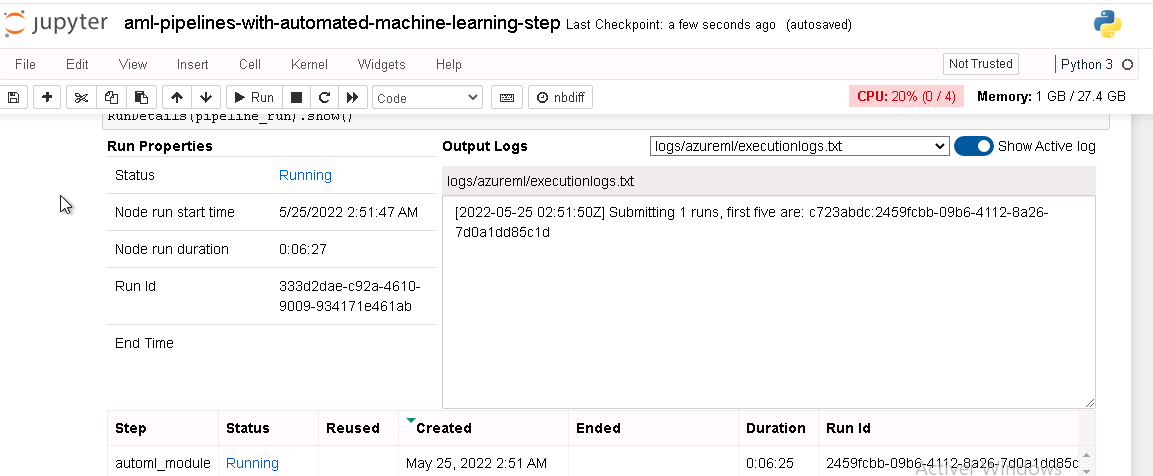 jupyter aml-pipelines-with-automated-machine-learning-step Last Checkpoint: a few seconds ago (autosaved)
File Edit View Insert Cell Kernel Widgets Help Not Trusted Python 3
Run Code nbdiff CPU: 20% (0 / 4) Memory: 1 GB / 27.4 GB
RunDetails(pipeline_run).show()
Run Properties Output Logs logs/azureml/executionlogs.txt Show Active log
Status Running
logs/azureml/executionlogs.txt
Node run start time 5/25/2022 2:51:47 AM
[2022-05-25 02:51:50Z] Submitting 1 runs, first five are: c723abdc:2459fcbb-09b6-4112-8a26-
7d0a1dd85c1d
Node run duration 0:06:27
Run Id 333d2dae-c92a-4610-
9009-934171e461ab
End Time
Step Status Reused Created Ended Duration Run Id
automl_module Running May 25, 2022 2:51 AM 0:06:25 2459fcbb-09b6-4112-8a26-7d0a1dd85c
Activer Windows